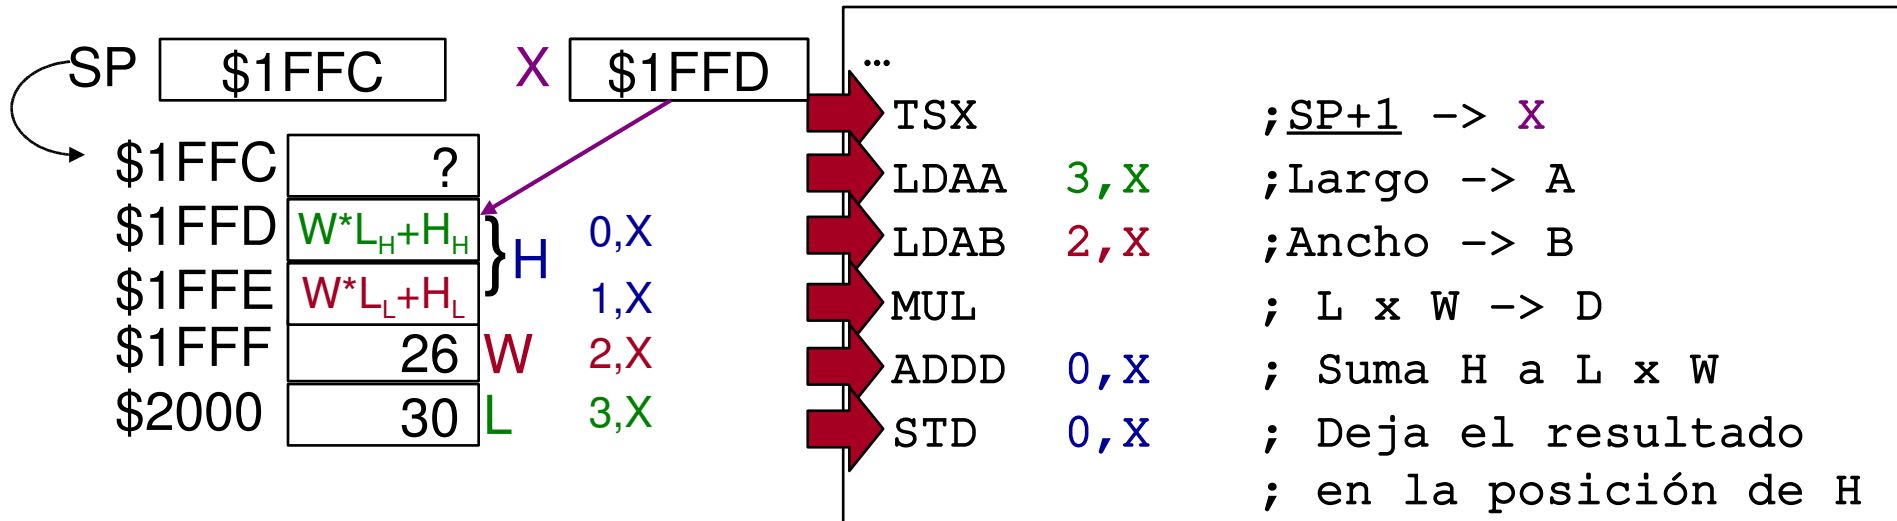 SP $1FFC X $1FFD
$1FFC ?
$1FFD W*LH+HH 0,X
} H
$1FFE W*LL+HL 1,X
$1FFF 26 W 2,X
$2000 30 L 3,X
...
TSX ;SP+1 -> X
LDAA 3,X ;Largo -> A
LDAB 2,X ;Ancho -> B
MUL ; L x W -> D
ADDD 0,X ; Suma H a L x W
STD 0,X ; Deja el resultado
; en la posición de H